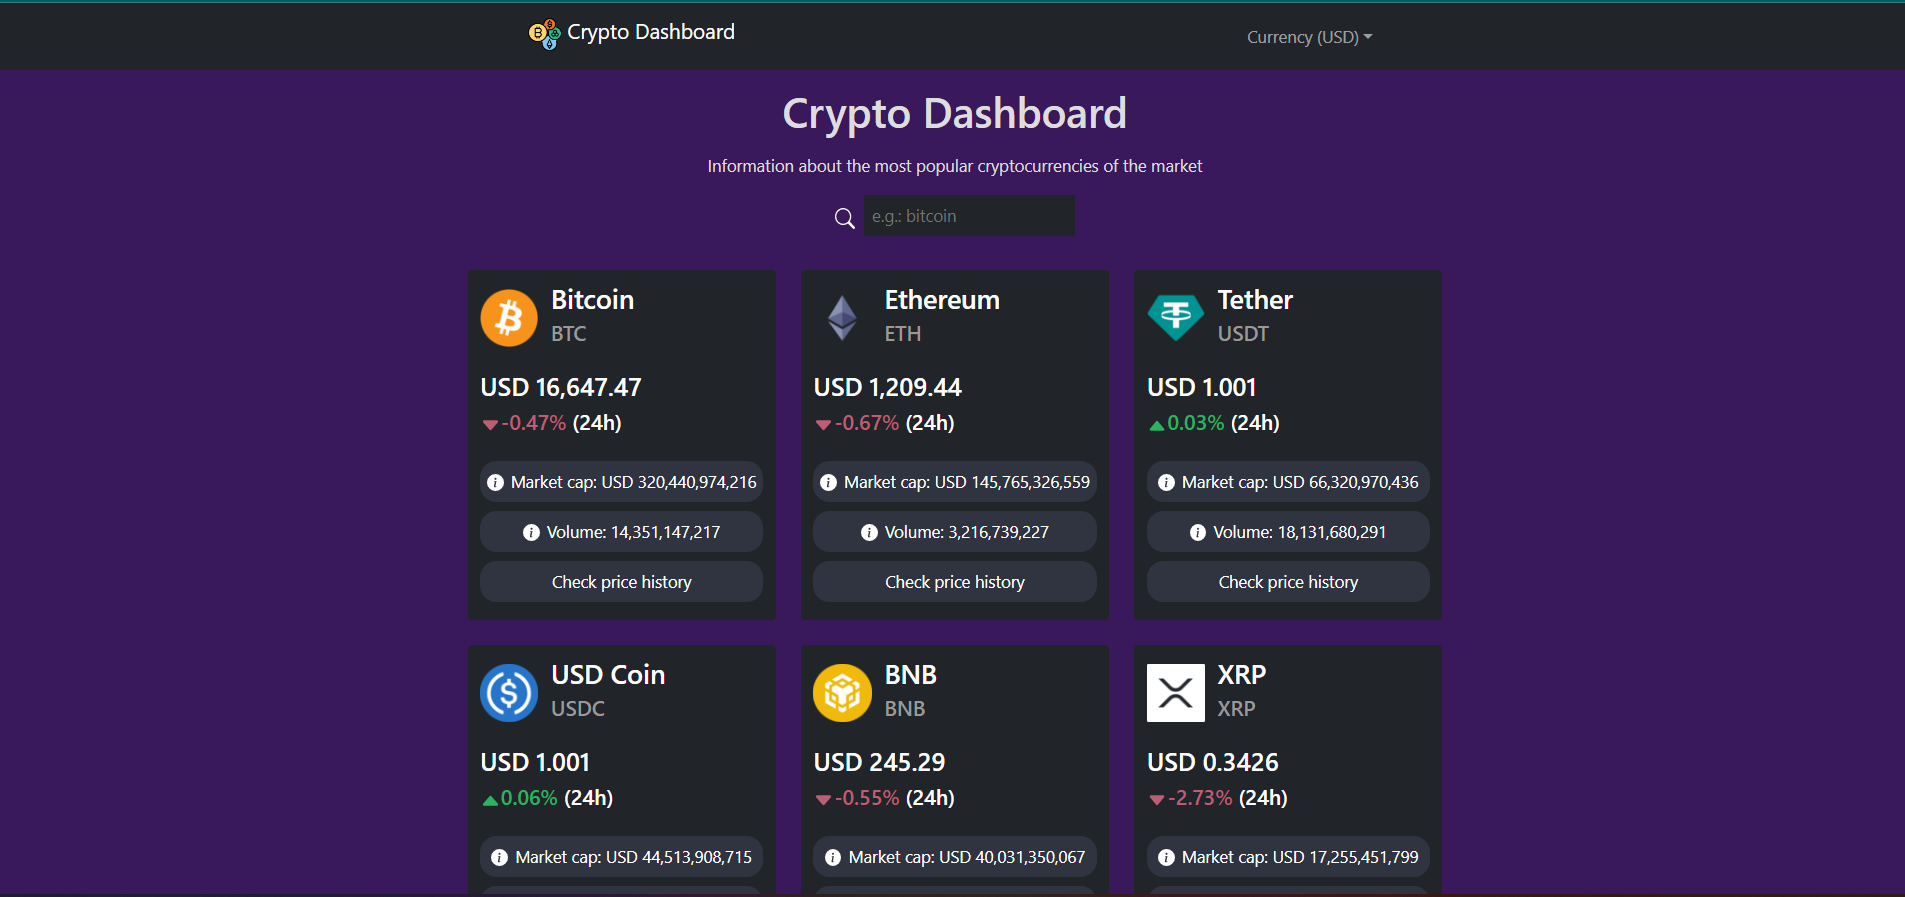 Crypto Dashboard
Currency (USD)
Crypto Dashboard
Information about the most popular cryptocurrencies of the market
e.g.: bitcoin
Bitcoin
BTC
USD 16,647.47
-0.47% (24h)
Market cap: USD 320,440,974,216
Volume: 14,351,147,217
Check price history
Ethereum
ETH
USD 1,209.44
-0.67% (24h)
Market cap: USD 145,765,326,559
Volume: 3,216,739,227
Check price history
Tether
USDT
USD 1.001
0.03% (24h)
Market cap: USD 66,320,970,436
Volume: 18,131,680,291
Check price history
USD Coin
USDC
USD 1.001
0.06% (24h)
Market cap: USD 44,513,908,715
BNB
BNB
USD 245.29
-0.55% (24h)
Market cap: USD 40,031,350,067
XRP
XRP
USD 0.3426
-2.73% (24h)
Market cap: USD 17,255,451,799